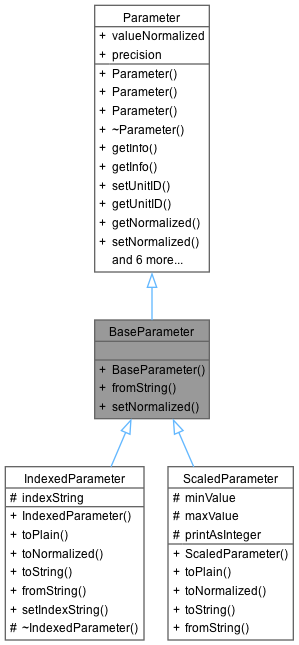 Parameter
+ valueNormalized
+ precision
+ Parameter()
+ Parameter()
+ Parameter()
+ ~Parameter()
+ getInfo()
+ getInfo()
+ setUnitID()
+ getUnitID()
+ getNormalized()
+ setNormalized()
and 6 more...
BaseParameter
+ BaseParameter()
+ fromString()
+ setNormalized()
IndexedParameter
# indexString
+ IndexedParameter()
+ toPlain()
+ toNormalized()
+ toString()
+ fromString()
+ setIndexString()
# ~IndexedParameter()
ScaledParameter
# minValue
# maxValue
# printAsInteger
+ ScaledParameter()
+ toPlain()
+ toNormalized()
+ toString()
+ fromString()